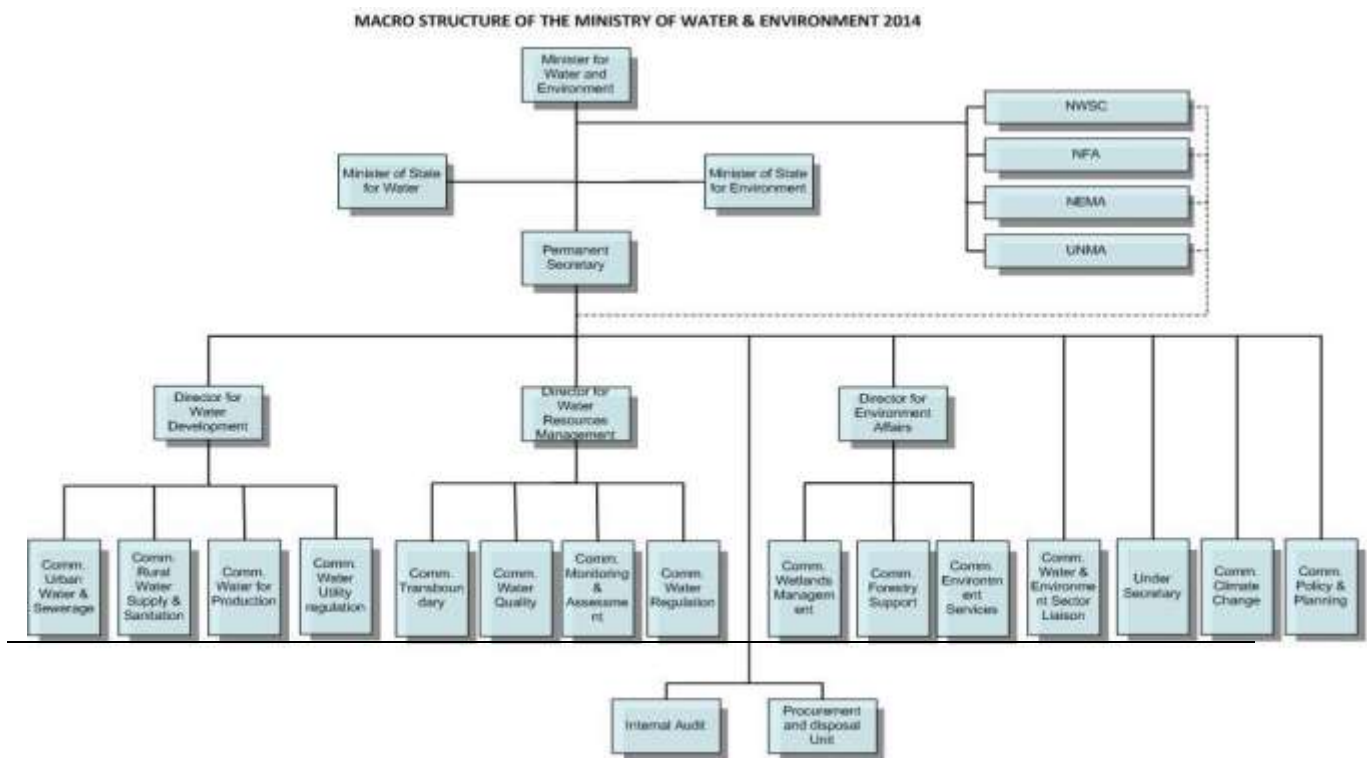 MACRO STRUCTURE OF THE MINISTRY OF WATER & ENVIRONMENT 2014
Minister for
Water and
Environment
NWSC
NFA
NEMA
UNMA
Minister of State
for Water
Minister of State
for Environment
Permanent
Secretary
Director for
Water
Development
Director for
Water
Resources
Management
Director for
Environment
Affairs
Comm.
Urban
Water &
Sewerage
Comm.
Rural
Water
Supply &
Sanitation
Comm.
Water for
Production
Comm.
Water
Utility
regulation
Comm.
Transboun
dary
Comm.
Water
Quality
Comm.
Monitoring
&
Assessme
nt
Comm.
Water
Regulation
Comm.
Wetlands
Managem
ent
Comm.
Forestry
Support
Comm.
Environm
ent
Services
Comm.
Water &
Environme
nt Sector
Liaison
Under
Secretary
Comm.
Climate
Change
Comm.
Policy &
Planning
Internal Audit
Procurement
and disposal
Unit